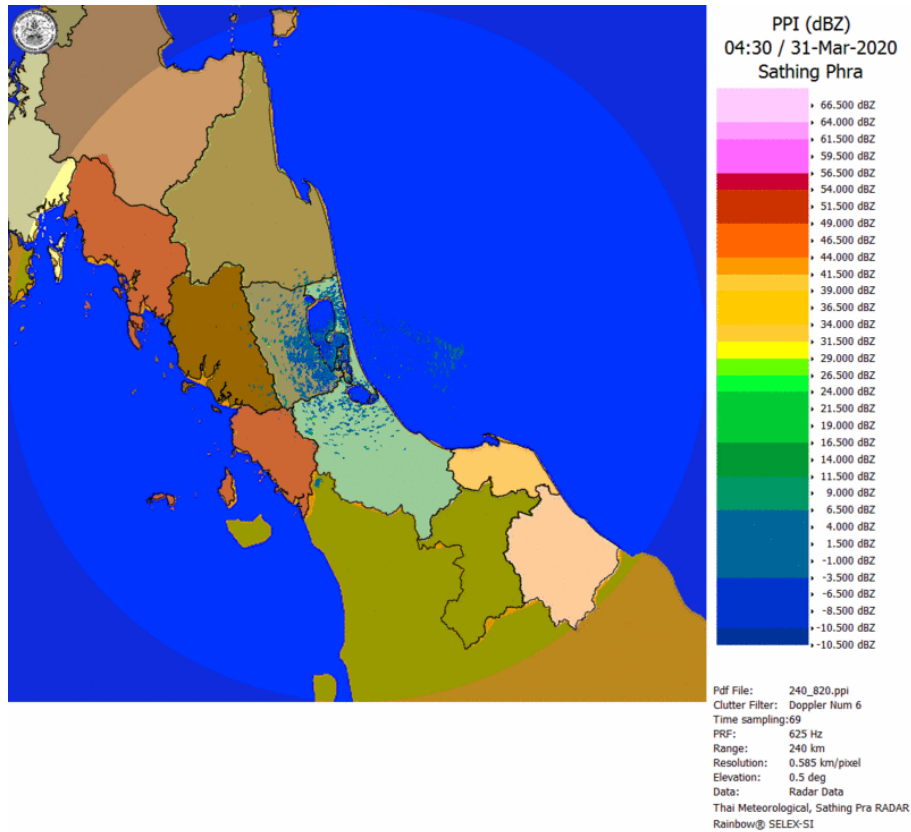 PPI (dBZ)
04:30 / 31-Mar-2020
Sathing Phra
66.500 dBZ
64.000 dBZ
61.500 dBZ
59.500 dBZ
56.500 dBZ
54.000 dBZ
51.500 dBZ
49.000 dBZ
46.500 dBZ
44.000 dBZ
41.500 dBZ
39.000 dBZ
36.500 dBZ
34.000 dBZ
31.500 dBZ
29.000 dBZ
26.500 dBZ
24.000 dBZ
21.500 dBZ
19.000 dBZ
16.500 dBZ
14.000 dBZ
11.500 dBZ
9.000 dBZ
6.500 dBZ
4.000 dBZ
1.500 dBZ
-1.000 dBZ
-3.500 dBZ
-6.500 dBZ
-8.500 dBZ
-10.500 dBZ
-10.500 dBZ
Pdf File: 240_820.ppi
Clutter Filter: Doppler Num 6
Time sampling:69
PRF: 625 Hz
Range: 240 km
Resolution: 0.585 km/pixel
Elevation: 0.5 deg
Data: Radar Data
Thai Meteorological, Sathing Pra RADAR
Rainbow® SELEX-SI